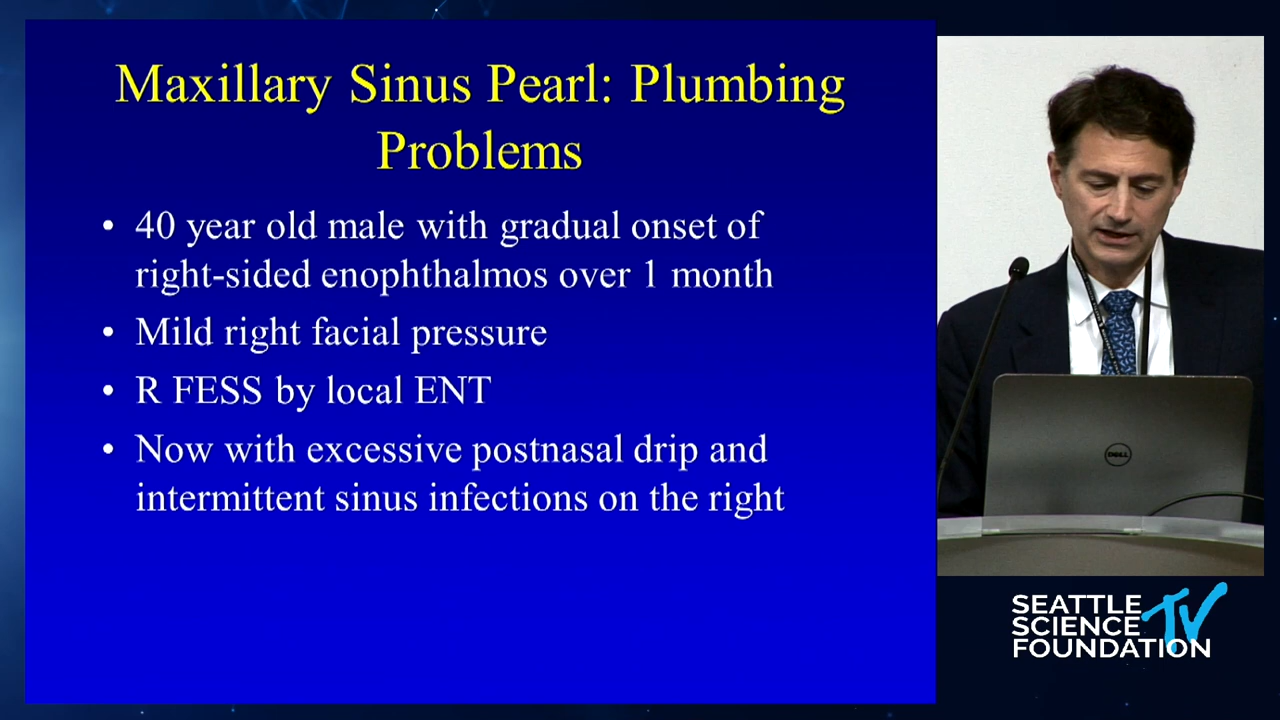 Maxillary Sinus Pearl: Plumbing
Problems
• 40 year old male with gradual onset of
right-sided enophthalmos over 1 month
• Mild right facial pressure
• R FESS by local ENT
• Now with excessive postnasal drip and
intermittent sinus infections on the right
DELL
SEATTLE
SCIENCE
FOUNDATION
TV